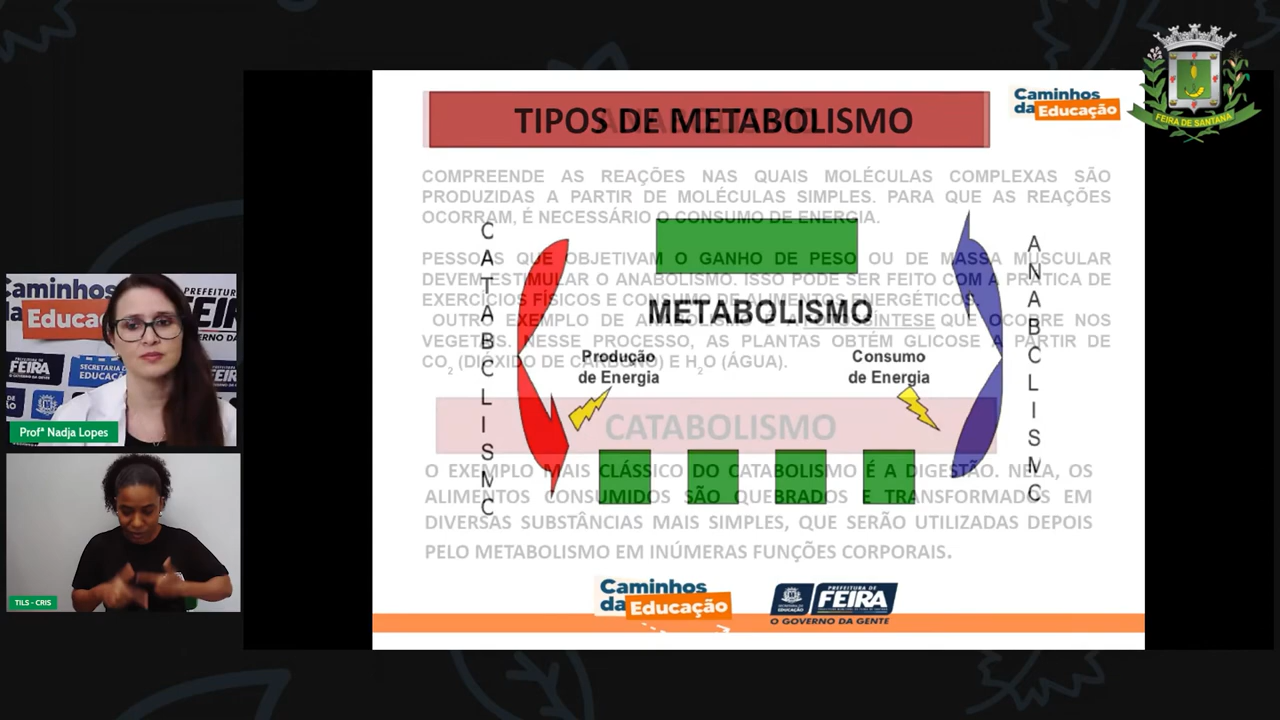 FEIRA DE SANTANA
Caminhos
da Educação
TIPOS DE METABOLISMO
COMPREENDE AS REAÇÕES NAS QUAIS MOLÉCULAS COMPLEXAS SÃO
PRODUZIDAS A PARTIR DE MOLÉCULAS SIMPLES. PARA QUE AS REAÇÕES
OCORRAM, É NECESSÁRIO O CONSUMO DE ENERGIA.
PESSOAS QUE OBJETIVAM O GANHO DE PESO OU DE MASSA MUSCULAR
DEVEM ESTIMULAR O ANABOLISMO. ISSO PODE SER FEITO COM A PRÁTICA DE
EXERCÍCIOS FÍSICOS E CONSUMO DE ALIMENTOS ENERGÉTICOS.
OUTRO EXEMPLO DE ANABOLISMO QUE OCORRE NOS
VEGETAIS. NESSE PROCESSO, AS PLANTAS OBTÉM GLICOSE A PARTIR DE
CO2 (DIÓXIDO DE CARBONO) E H2O (ÁGUA).
METABOLISMO
Produção
de Energia
Consumo
de Energia
CATABOLISMO
O EXEMPLO MAIS CLÁSSICO DO CATABOLISMO É A DIGESTÃO. NELA, OS
ALIMENTOS CONSUMIDOS SÃO QUEBRADOS E TRANSFORMADOS EM
DIVERSAS SUBSTÂNCIAS MAIS SIMPLES, QUE SERÃO UTILIZADAS DEPOIS
PELO METABOLISMO EM INÚMERAS FUNÇÕES CORPORAIS.
Caminhos
da Educação
PREFEITURA DE
FEIRA
O GOVERNO DA GENTE
Profª Nadja Lopes
TILS - CRIS